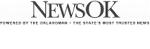 NEWSOK
POWERED BY THE OKLAHOMAN • THE STATE'S MOST TRUSTED NEWS